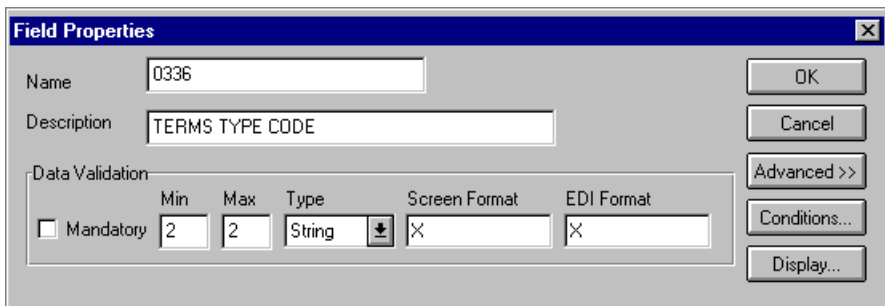 Field Properties
Name 0336 OK
Description TERMS TYPE CODE Cancel
Data Validation Advanced >>
Min Max Type Screen Format EDI Format
Mandatory 2 2 String X X Conditions...
Display...